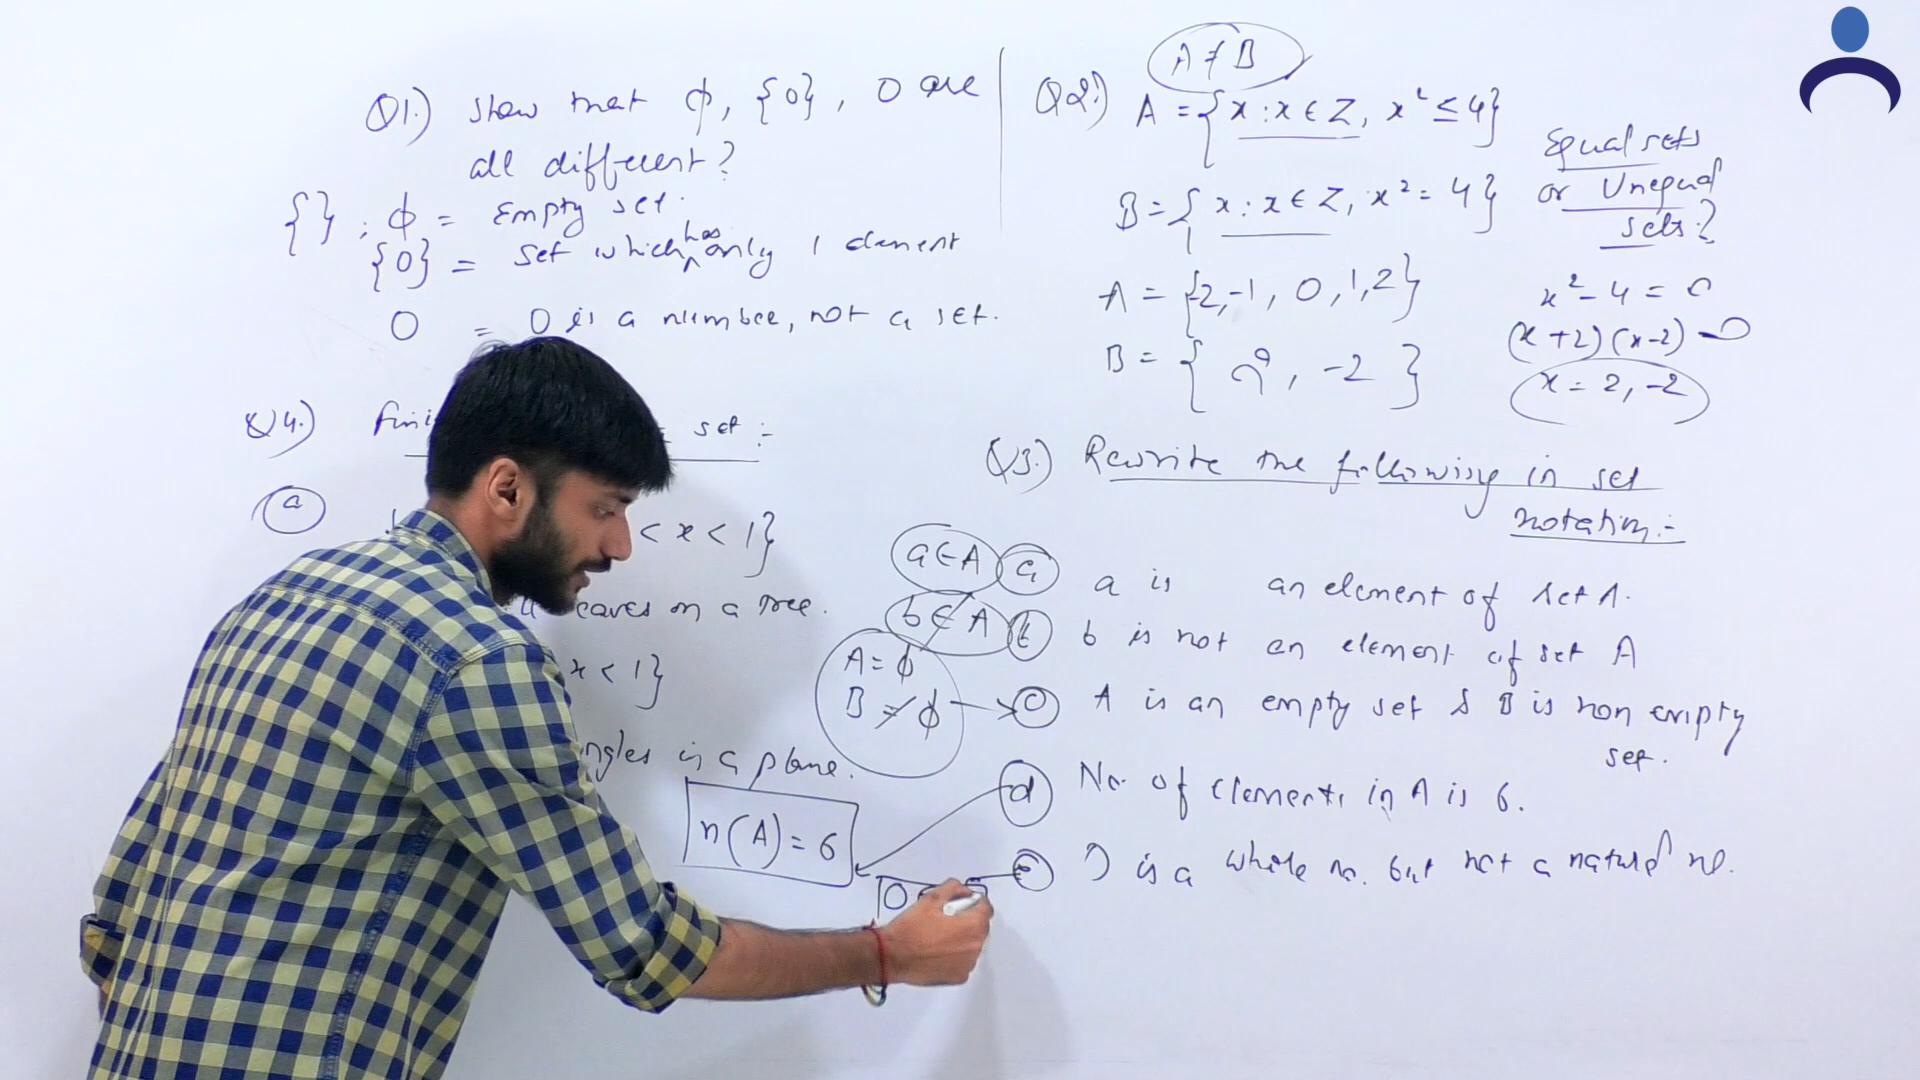 Q1.) Show that φ, {0}, 0 are
all different?
{} ; φ = Empty set.
{0} = set which has only 1 element
0 = 0 is a number, not a set.
Q2.) A ≠ B
A = {x : x ∈ Z, x² ≤ 4}
B = {x : x ∈ Z, x² = 4}
Equal sets
or Unequal
sets?
A = {-2, -1, 0, 1, 2}
B = {2, -2}
x² - 4 = 0
(x + 2)(x - 2) = 0
x = 2, -2
Q3.) Rewrite the following in set
notation :-
a ∈ A (a) a is an element of set A.
b ∉ A (b) b is not an element of set A
A = φ
B ≠ φ (c) A is an empty set & B is non empty
set.
(d) No. of elements in A is 6.
n(A) = 6
(e) 0 is a whole no. but not a natural no.
0
Q4.) set :-
(a) < x < 1}
on a tree.
x < 1}
in a plane.